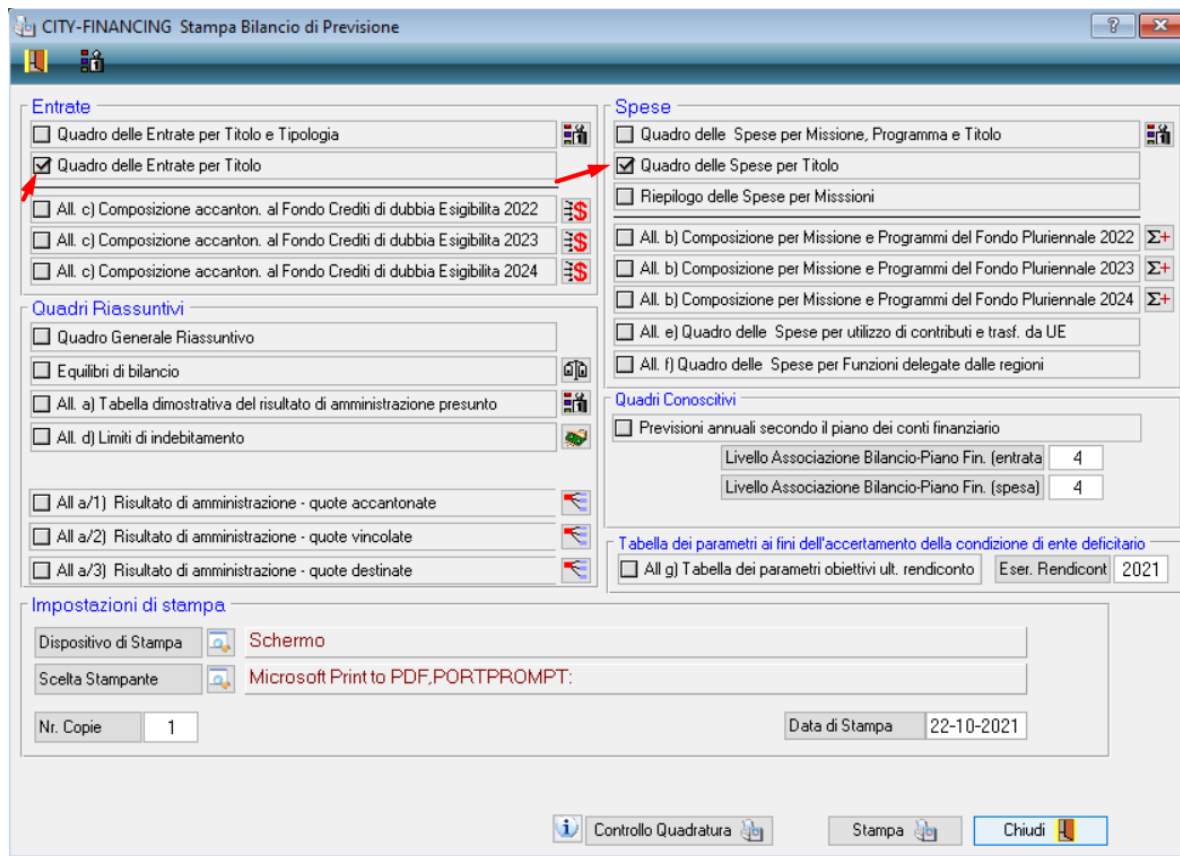 CITY-FINANCING Stampa Bilancio di Previsione
Entrate
Quadro delle Entrate per Titolo e Tipologia
Quadro delle Entrate per Titolo
All. c) Composizione accanton. al Fondo Crediti di dubbia Esigibilita 2022
All. c) Composizione accanton. al Fondo Crediti di dubbia Esigibilita 2023
All. c) Composizione accanton. al Fondo Crediti di dubbia Esigibilita 2024
Quadri Riassuntivi
Quadro Generale Riassuntivo
Equilibri di bilancio
All. a) Tabella dimostrativa del risultato di amministrazione presunto
All. d) Limiti di indebitamento
All a/1) Risultato di amministrazione - quote accantonate
All a/2) Risultato di amministrazione - quote vincolate
All a/3) Risultato di amministrazione - quote destinate
Spese
Quadro delle Spese per Missione, Programma e Titolo
Quadro delle Spese per Titolo
Riepilogo delle Spese per Misssioni
All. b) Composizione per Missione e Programmi del Fondo Pluriennale 2022
All. b) Composizione per Missione e Programmi del Fondo Pluriennale 2023
All. b) Composizione per Missione e Programmi del Fondo Pluriennale 2024
All. e) Quadro delle Spese per utilizzo di contributi e trasf. da UE
All. f) Quadro delle Spese per Funzioni delegate dalle regioni
Quadri Conoscitivi
Previsioni annuali secondo il piano dei conti finanziario
Livello Associazione Bilancio-Piano Fin. (entrata 4
Livello Associazione Bilancio-Piano Fin. (spesa) 4
Tabella dei parametri ai fini dell'accertamento della condizione di ente deficitario
All g) Tabella dei parametri obiettivi ult. rendiconto Eser. Rendicont 2021
Impostazioni di stampa
Dispositivo di Stampa Schermo
Scelta Stampante Microsoft Print to PDF,PORTPROMPT:
Nr. Copie 1 Data di Stampa 22-10-2021
Controllo Quadratura Stampa Chiudi